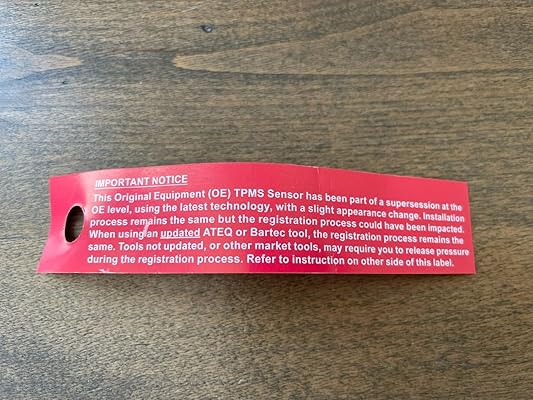 IMPORTANT NOTICE
This Original Equipment (OE) TPMS Sensor has been part of a supersession at the
OE level, using the latest technology, with a slight appearance change. Installation
process remains the same but the registration process could have been impacted.
When using an updated ATEQ or Bartec tool, the registration process remains the
same. Tools not updated, or other market tools, may require you to release pressure
during the registration process. Refer to instruction on other side of this label.